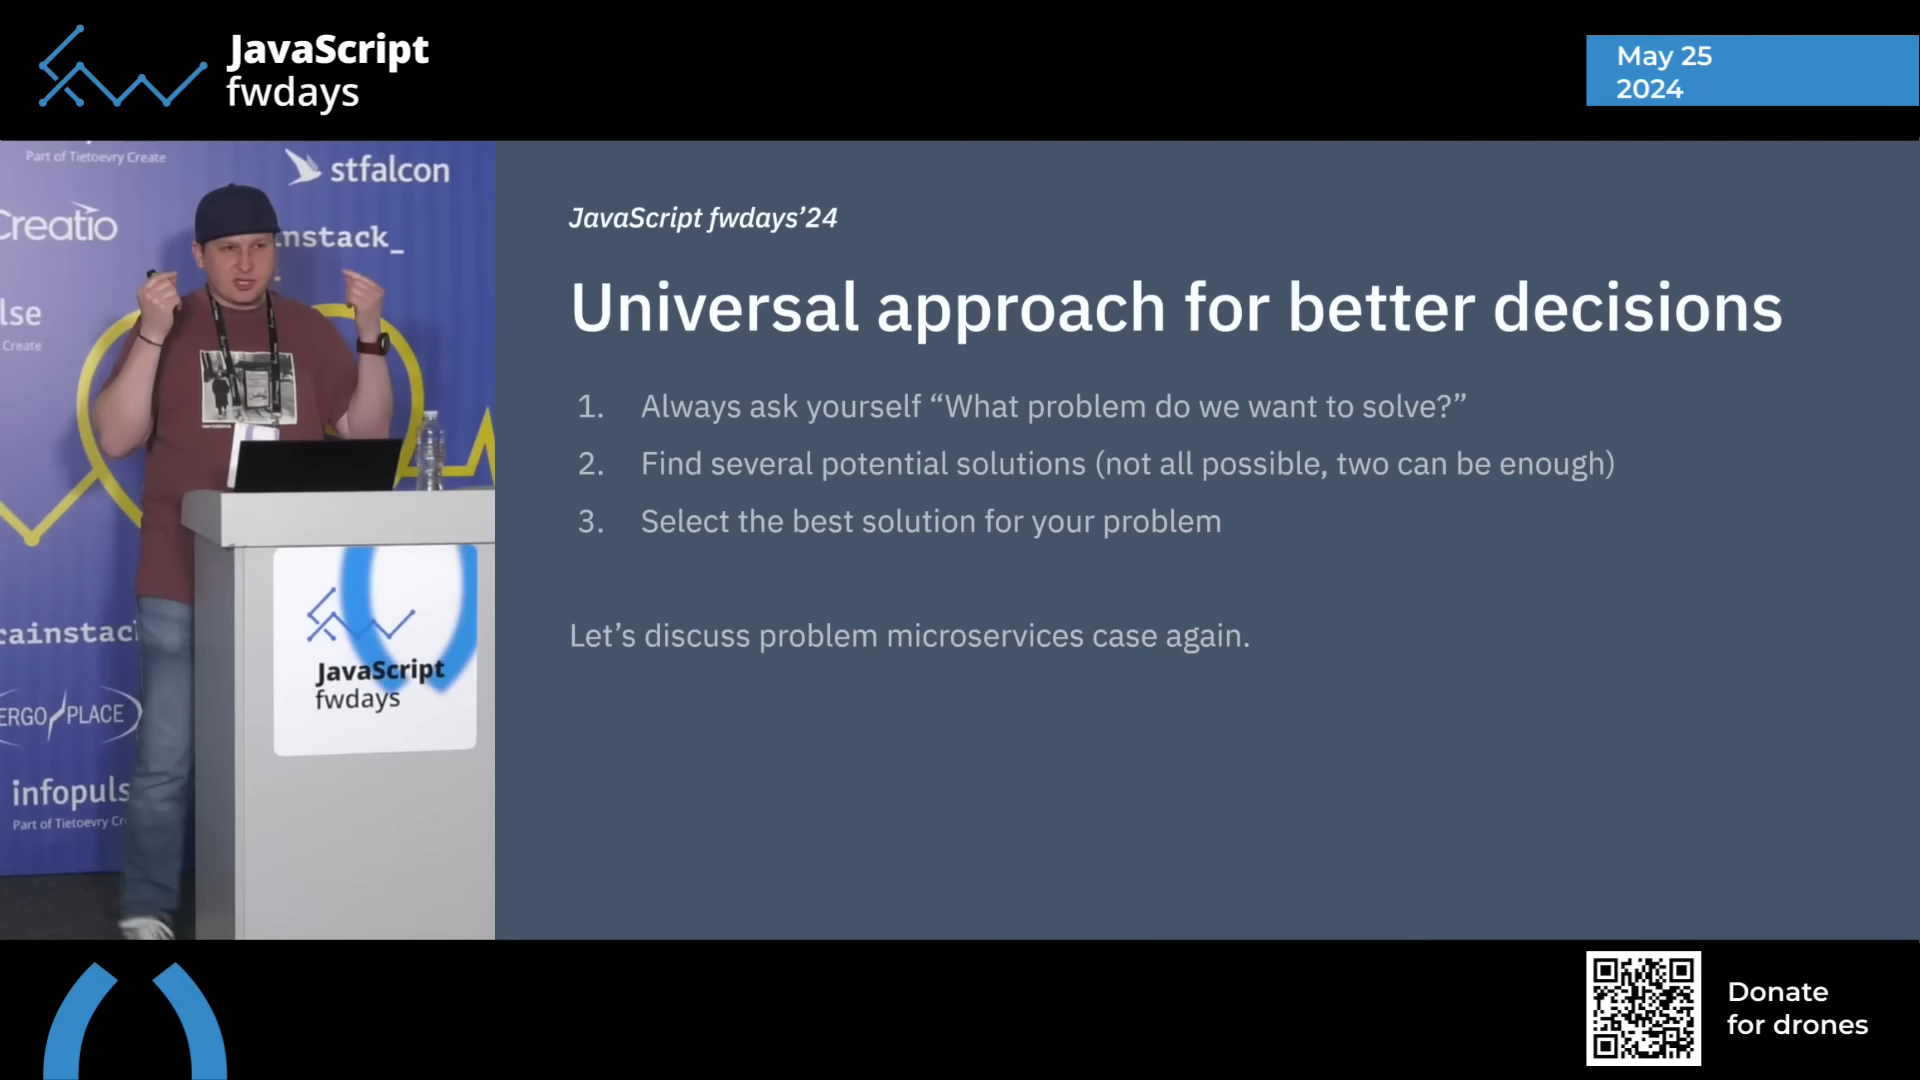 JavaScript
fwdays
May 25
2024
Part of Tietoevry Create
stfalcon
Creatio
nstack_
lse
Create
rainstac
ERGO PLACE
infopuls
Part of Tietoevry Cr
JavaScript
fwdays
JavaScript fwdays’24
Universal approach for better decisions
1. Always ask yourself “What problem do we want to solve?”
2. Find several potential solutions (not all possible, two can be enough)
3. Select the best solution for your problem
Let’s discuss problem microservices case again.
Donate
for drones